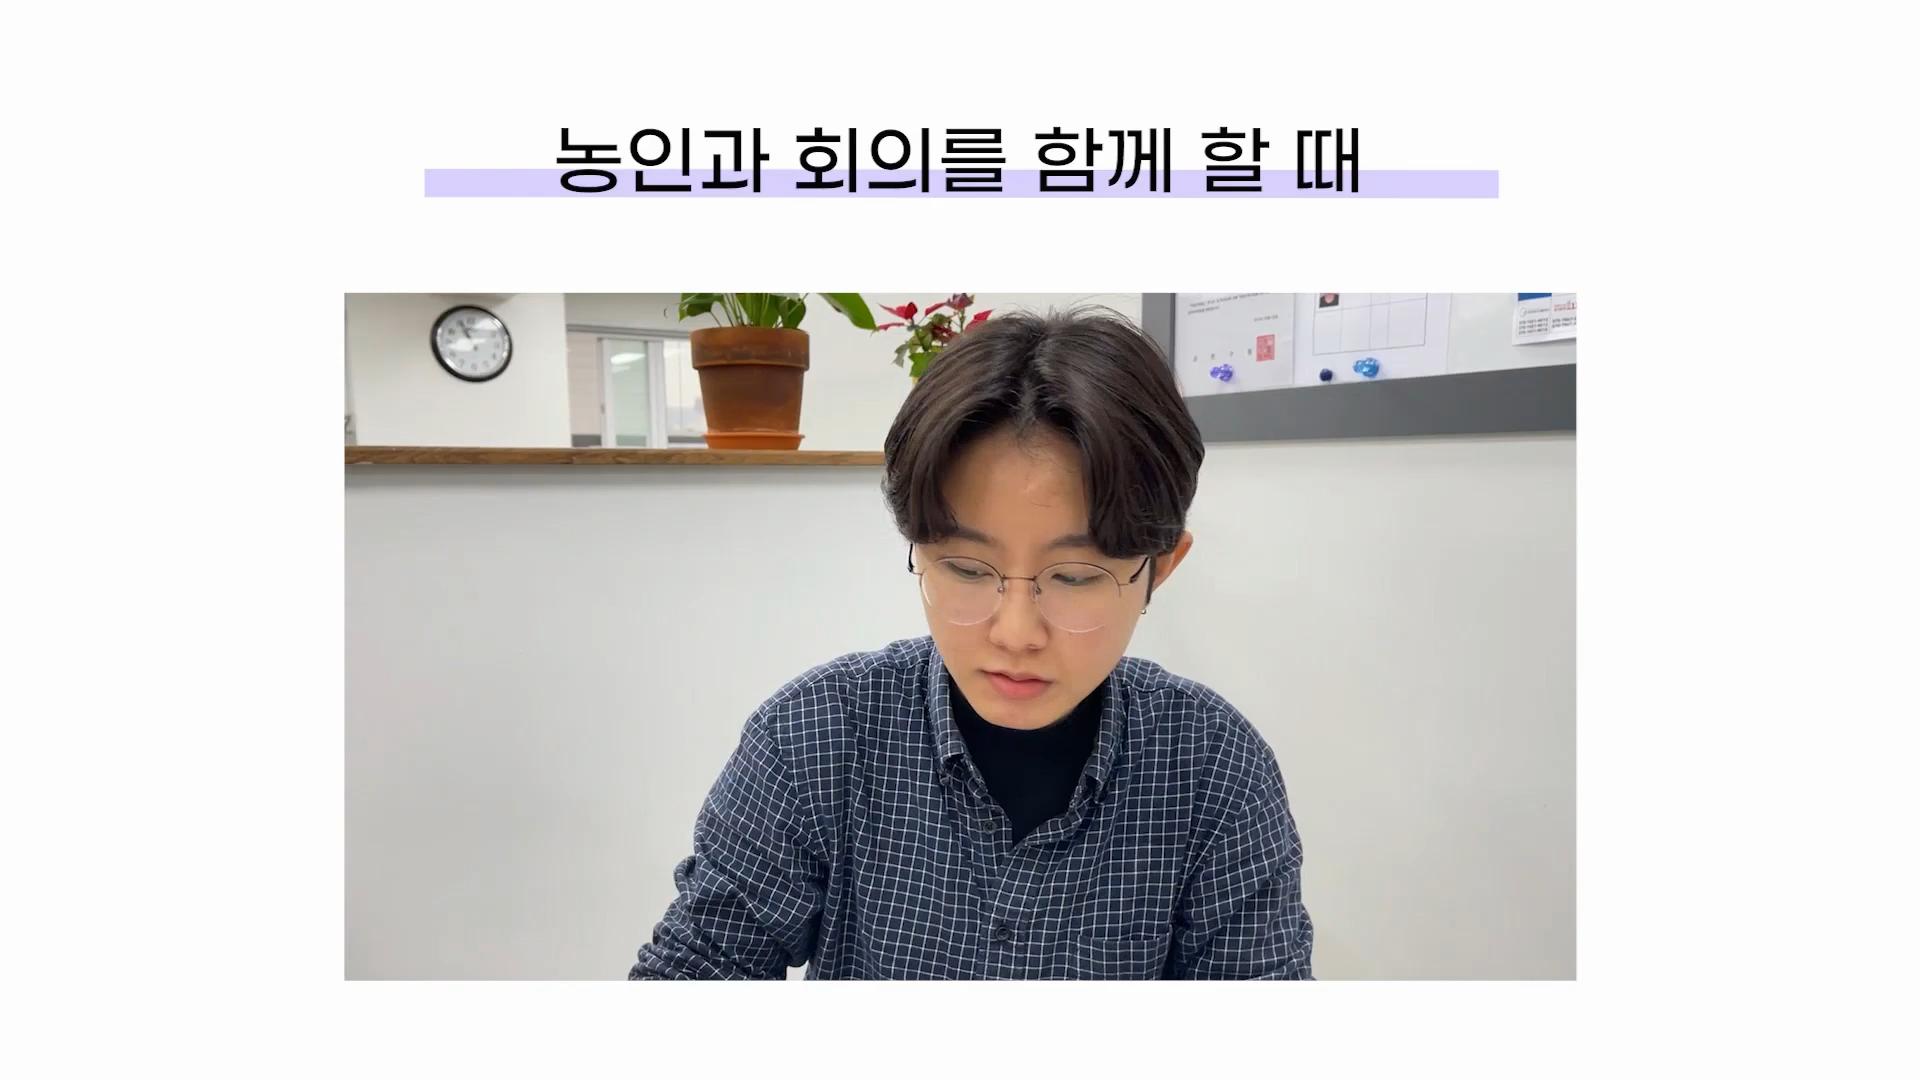 농인과 회의를 함께 할 때